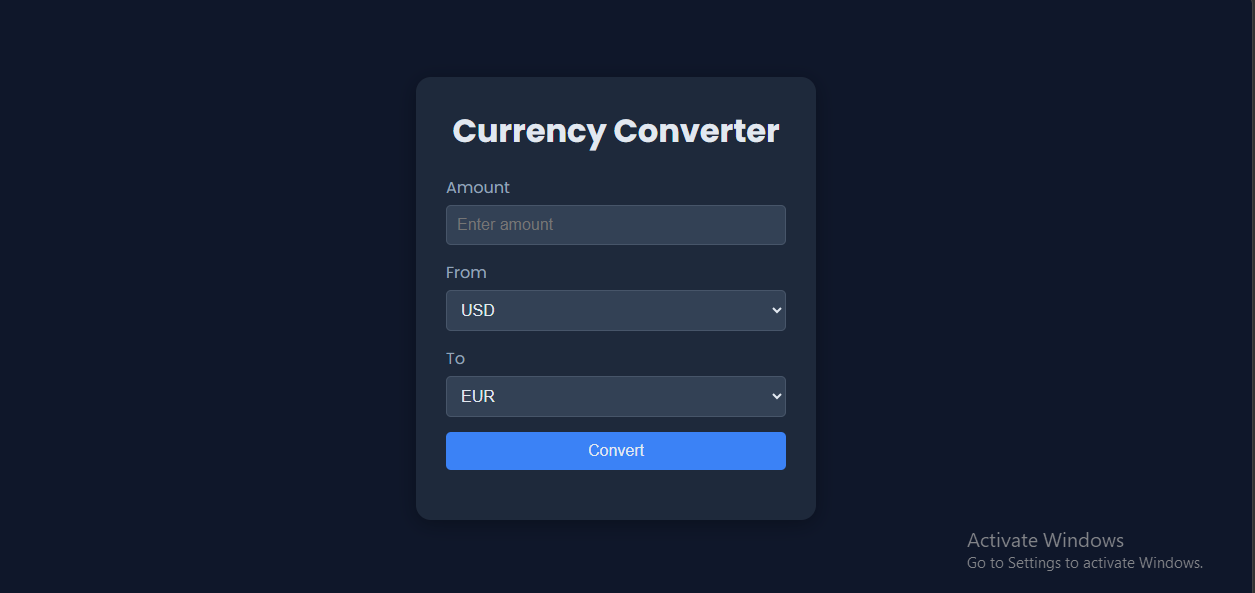 Currency Converter
Amount
Enter amount
From
USD
To
EUR
Convert
Activate Windows
Go to Settings to activate Windows.